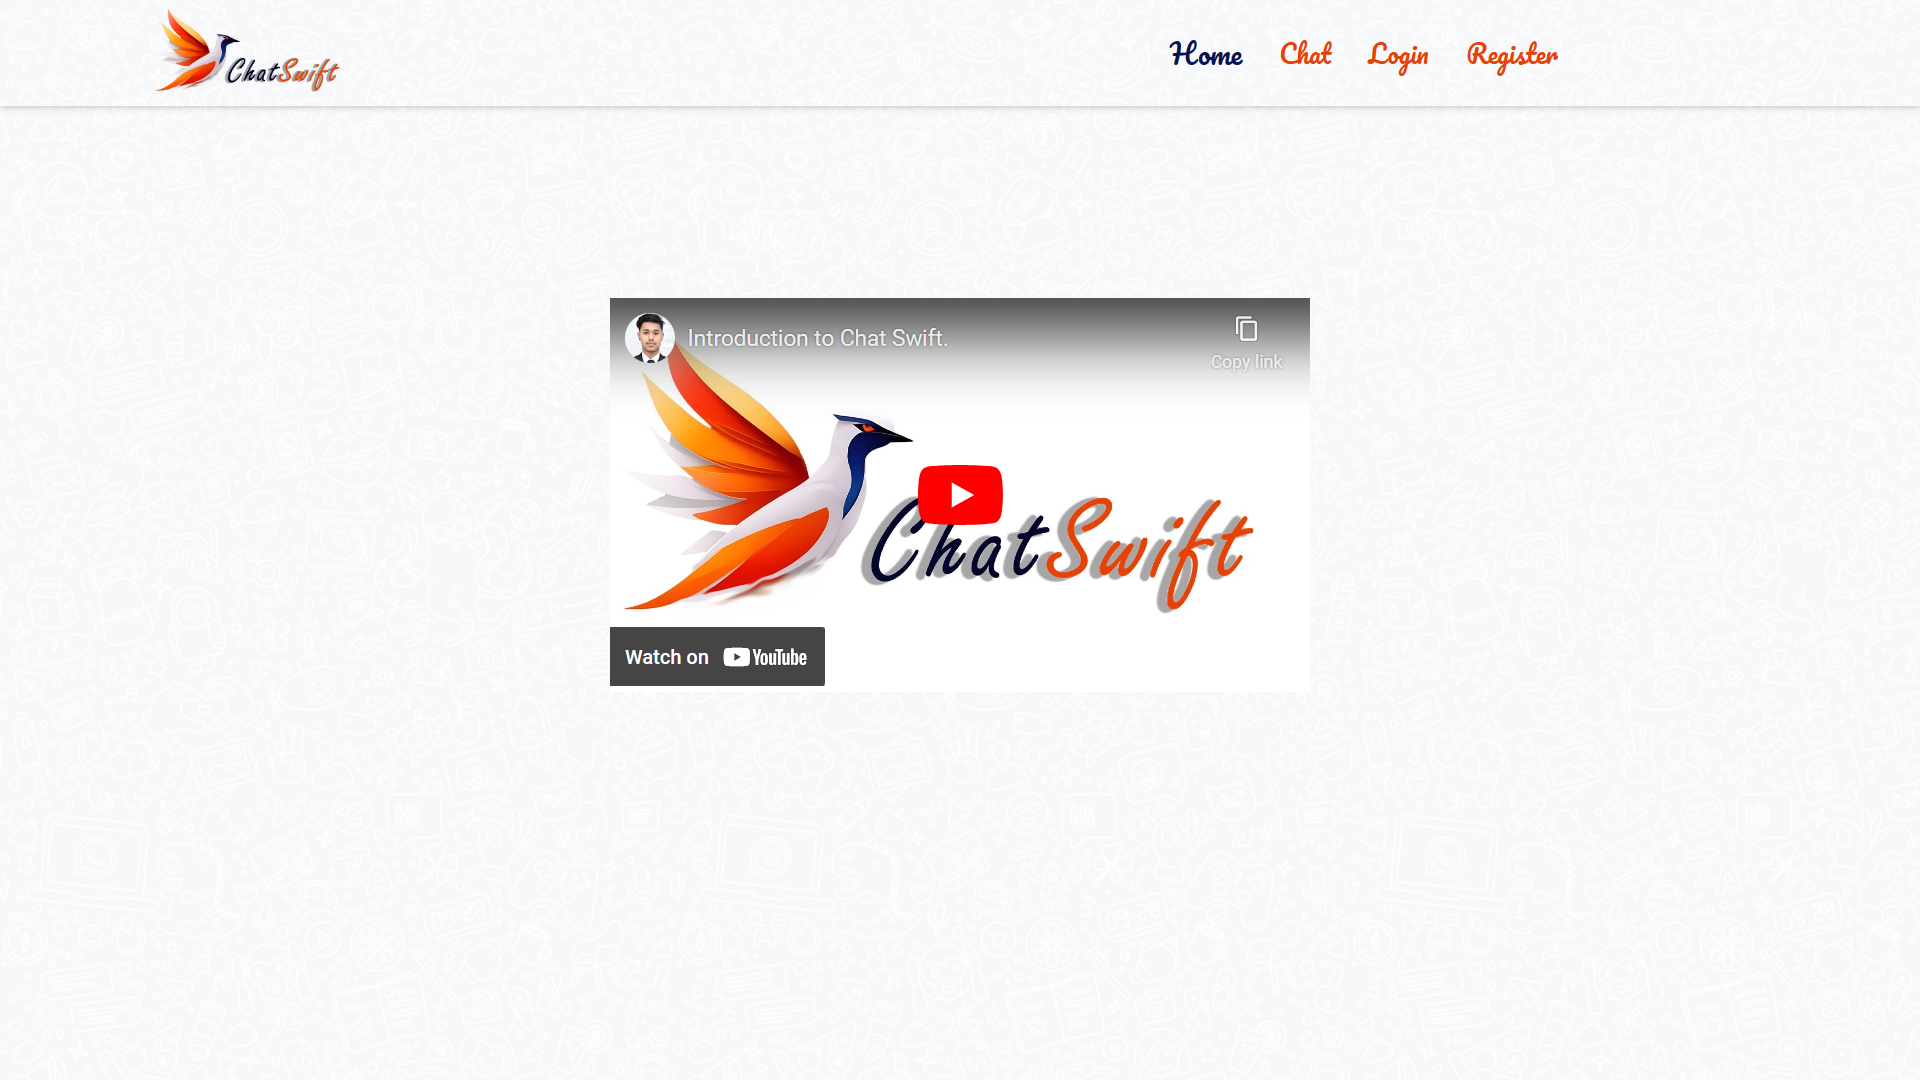 ChatSwift
Home Chat Login Register
Introduction to Chat Swift.
Copy link
ChatSwift
Watch on YouTube